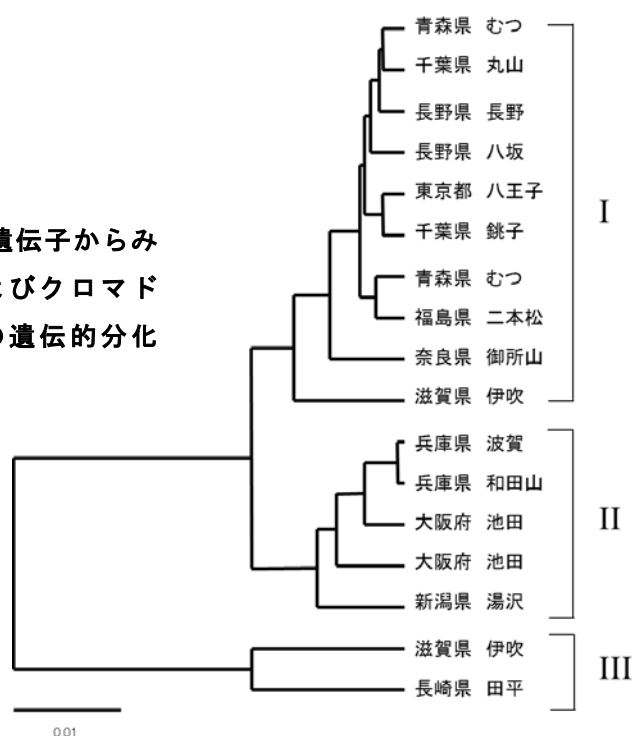 遺伝子からみ
よびクロマド
の遺伝的分化
青森県 むつ
千葉県 丸山
長野県 長野
長野県 八坂
東京都 八王子
千葉県 銚子
青森県 むつ
福島県 二本松
奈良県 御所山
滋賀県 伊吹
I
兵庫県 波賀
兵庫県 和田山
大阪府 池田
大阪府 池田
新潟県 湯沢
II
滋賀県 伊吹
長崎県 田平
III
0.01